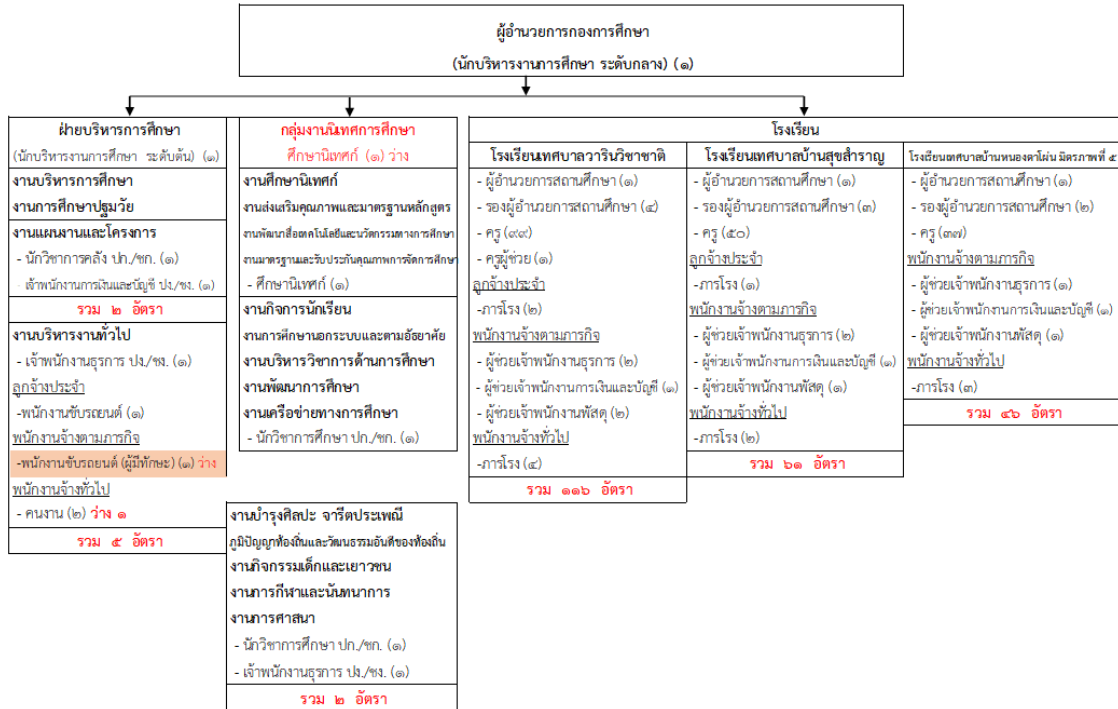 ผู้อำนวยการกองการศึกษา
(นักบริหารงานการศึกษา ระดับกลาง) (๑)
ฝ่ายบริหารการศึกษา
(นักบริหารงานการศึกษา ระดับต้น) (๑)
งานบริหารการศึกษา
งานการศึกษาปฐมวัย
งานแผนงานและโครงการ
- นักวิชาการคลัง ปก./ชก. (๑)
- เจ้าพนักงานการเงินและบัญชี ปง./ชง. (๑)
รวม ๒ อัตรา
งานบริหารงานทั่วไป
- เจ้าพนักงานธุรการ ปง./ชง. (๑)
ลูกจ้างประจำ
-พนักงานขับรถยนต์ (๑)
พนักงานจ้างตามภารกิจ
-พนักงานขับรถยนต์ (ผู้มีทักษะ) (๑) ว่าง
พนักงานจ้างทั่วไป
- คนงาน (๒) ว่าง ๑
รวม ๕ อัตรา
กลุ่มงานนิเทศการศึกษา
ศึกษานิเทศก์ (๑) ว่าง
งานศึกษานิเทศก์
งานส่งเสริมคุณภาพและมาตรฐานหลักสูตร
งานพัฒนาสื่อเทคโนโลยีและนวัตกรรมทางการศึกษา
งานมาตรฐานและรับประกันคุณภาพการจัดการศึกษา
- ศึกษานิเทศก์ (๑)
งานกิจการนักเรียน
งานการศึกษานอกระบบและตามอัธยาศัย
งานบริหารวิชาการด้านการศึกษา
งานพัฒนาการศึกษา
งานเครือข่ายทางการศึกษา
- นักวิชาการศึกษา ปก./ชก. (๑)
งานบำรุงศิลปะ จารีตประเพณี
ภูมิปัญญาท้องถิ่นและวัฒนธรรมอันดีของท้องถิ่น
งานกิจกรรมเด็กและเยาวชน
งานการกีฬาและนันทนาการ
งานการศาสนา
- นักวิชาการศึกษา ปก./ชก. (๑)
- เจ้าพนักงานธุรการ ปง./ชง. (๑)
รวม ๒ อัตรา
โรงเรียน
โรงเรียนเทศบาลวารินวิชาชาติ
- ผู้อำนวยการสถานศึกษา (๑)
- รองผู้อำนวยการสถานศึกษา (๔)
- ครู (๙๙)
- ครูผู้ช่วย (๑)
ลูกจ้างประจำ
-ภารโรง (๒)
พนักงานจ้างตามภารกิจ
- ผู้ช่วยเจ้าพนักงานธุรการ (๒)
- ผู้ช่วยเจ้าพนักงานการเงินและบัญชี (๑)
- ผู้ช่วยเจ้าพนักงานพัสดุ (๒)
พนักงานจ้างทั่วไป
-ภารโรง (๔)
รวม ๑๑๖ อัตรา
โรงเรียนเทศบาลบ้านสุขสำราญ
- ผู้อำนวยการสถานศึกษา (๑)
- รองผู้อำนวยการสถานศึกษา (๓)
- ครู (๕๐)
ลูกจ้างประจำ
-ภารโรง (๑)
พนักงานจ้างตามภารกิจ
- ผู้ช่วยเจ้าพนักงานธุรการ (๒)
- ผู้ช่วยเจ้าพนักงานการเงินและบัญชี (๑)
- ผู้ช่วยเจ้าพนักงานพัสดุ (๑)
พนักงานจ้างทั่วไป
-ภารโรง (๒)
รวม ๖๑ อัตรา
โรงเรียนเทศบาลบ้านหนองตาโผ่น มิตรภาพที่ ๕
- ผู้อำนวยการสถานศึกษา (๑)
- รองผู้อำนวยการสถานศึกษา (๒)
- ครู (๓๗)
พนักงานจ้างตามภารกิจ
- ผู้ช่วยเจ้าพนักงานธุรการ (๑)
- ผู้ช่วยเจ้าพนักงานการเงินและบัญชี (๑)
- ผู้ช่วยเจ้าพนักงานพัสดุ (๑)
พนักงานจ้างทั่วไป
-ภารโรง (๓)
รวม ๔๖ อัตรา